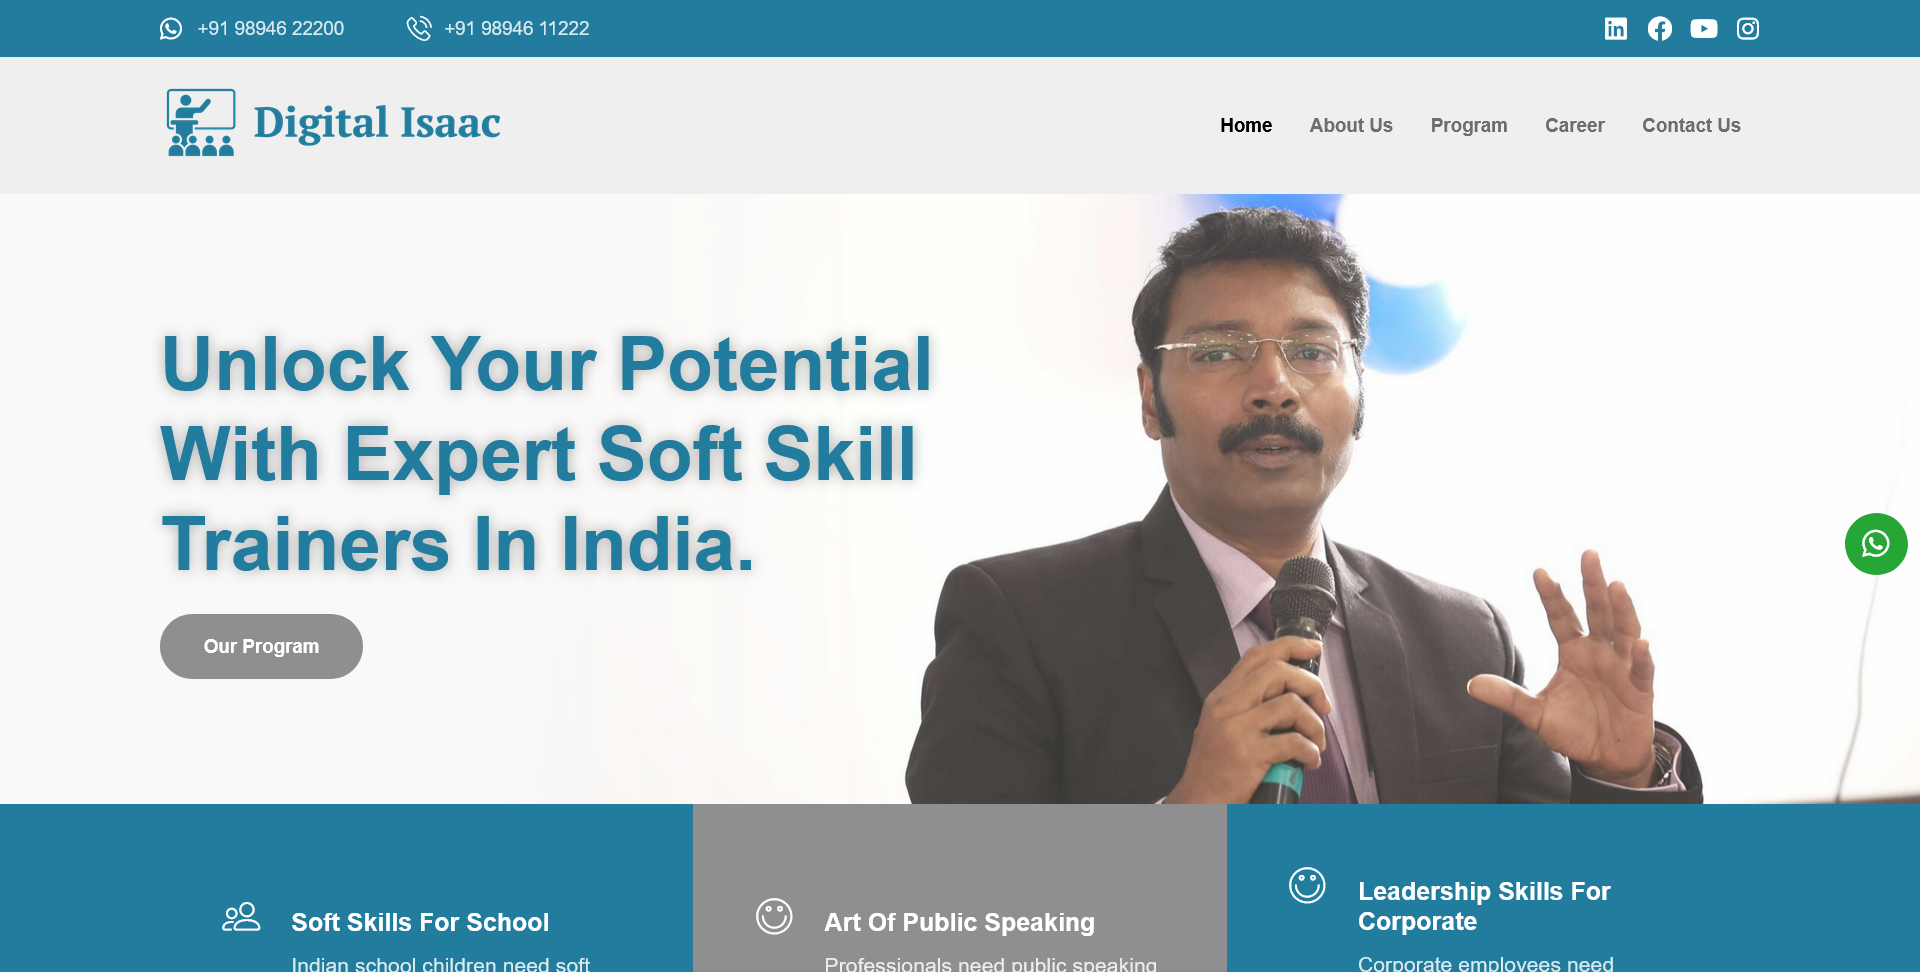 +91 98946 22200
+91 98946 11222
Digital Isaac
Home
About Us
Program
Career
Contact Us
Unlock Your Potential
With Expert Soft Skill
Trainers In India.
Our Program
Soft Skills For School
Indian school children need soft
Art Of Public Speaking
Professionals need public speaking
Leadership Skills For
Corporate
Corporate employees need